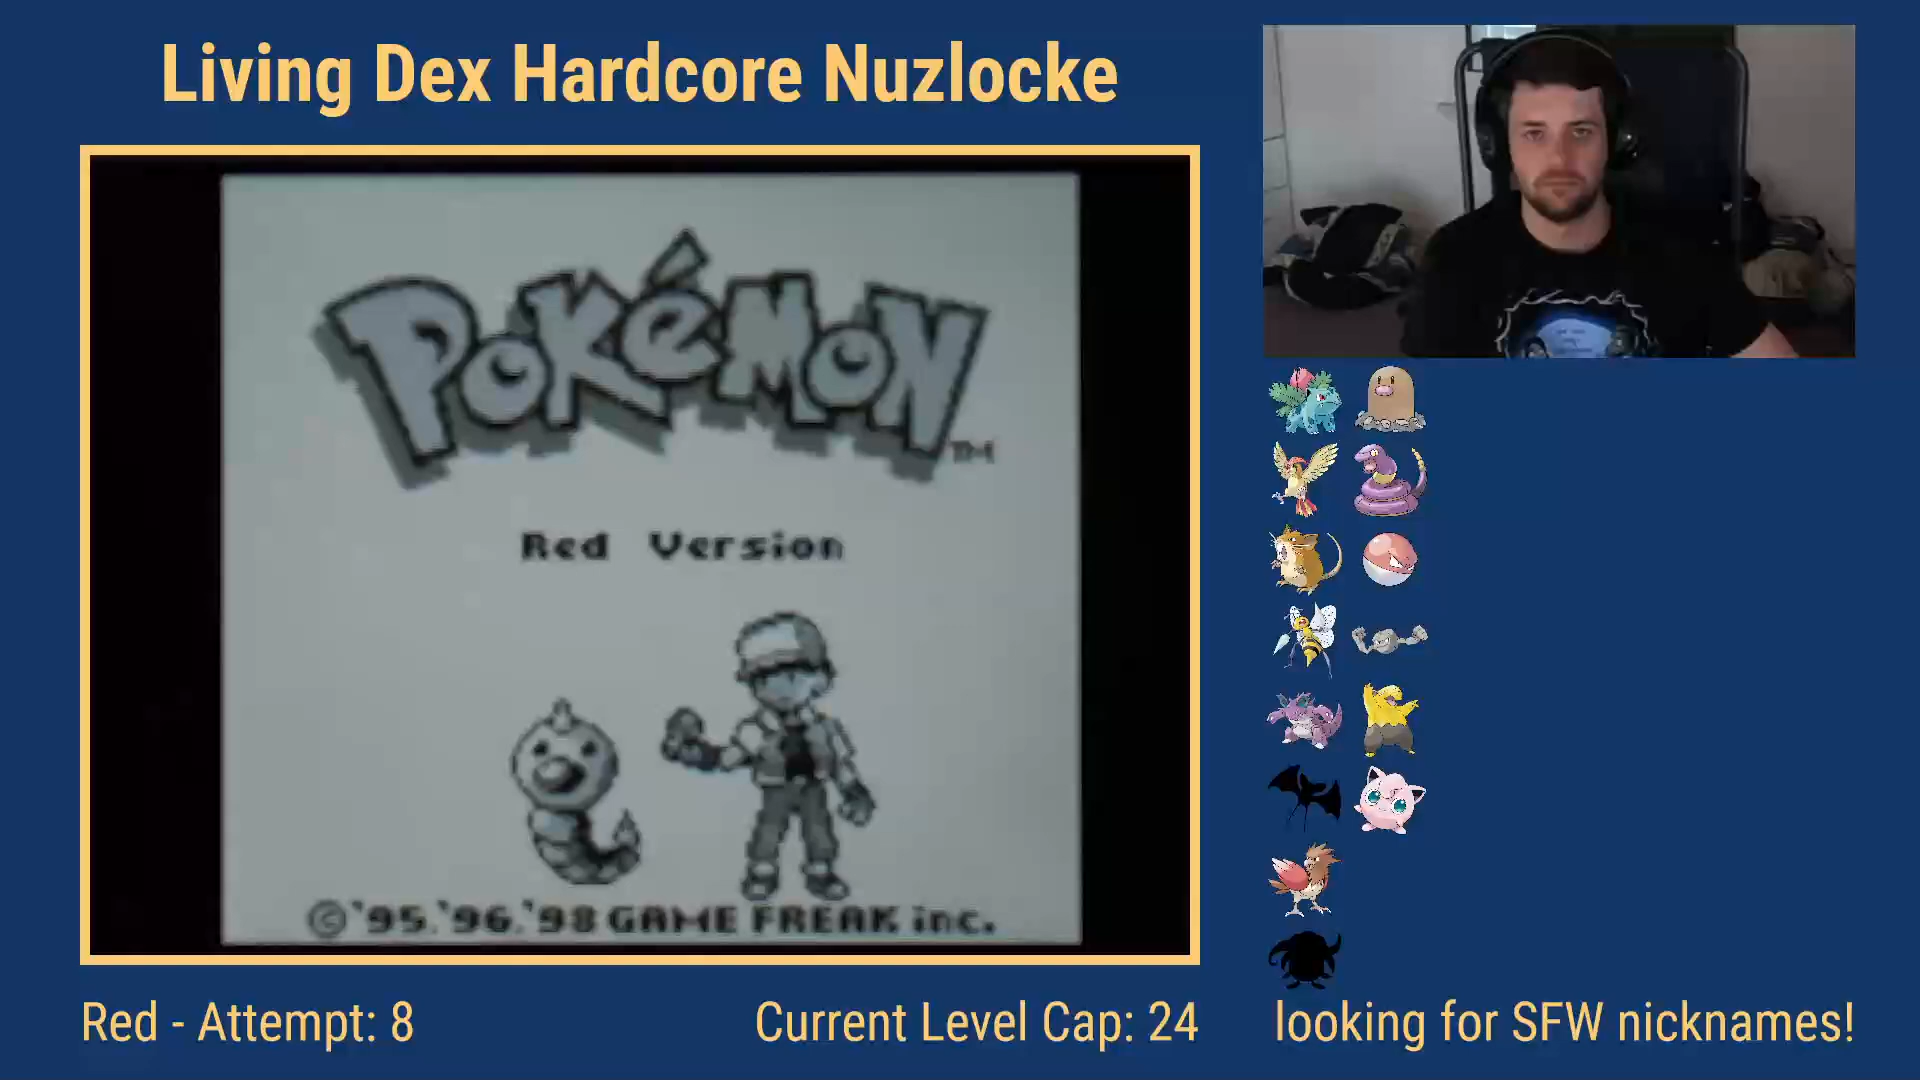 Living Dex Hardcore Nuzlocke
POKéMON
TM
Red Version
©'95.'96.'98 GAME FREAK inc.
Red - Attempt: 8
Current Level Cap: 24
looking for SFW nicknames!